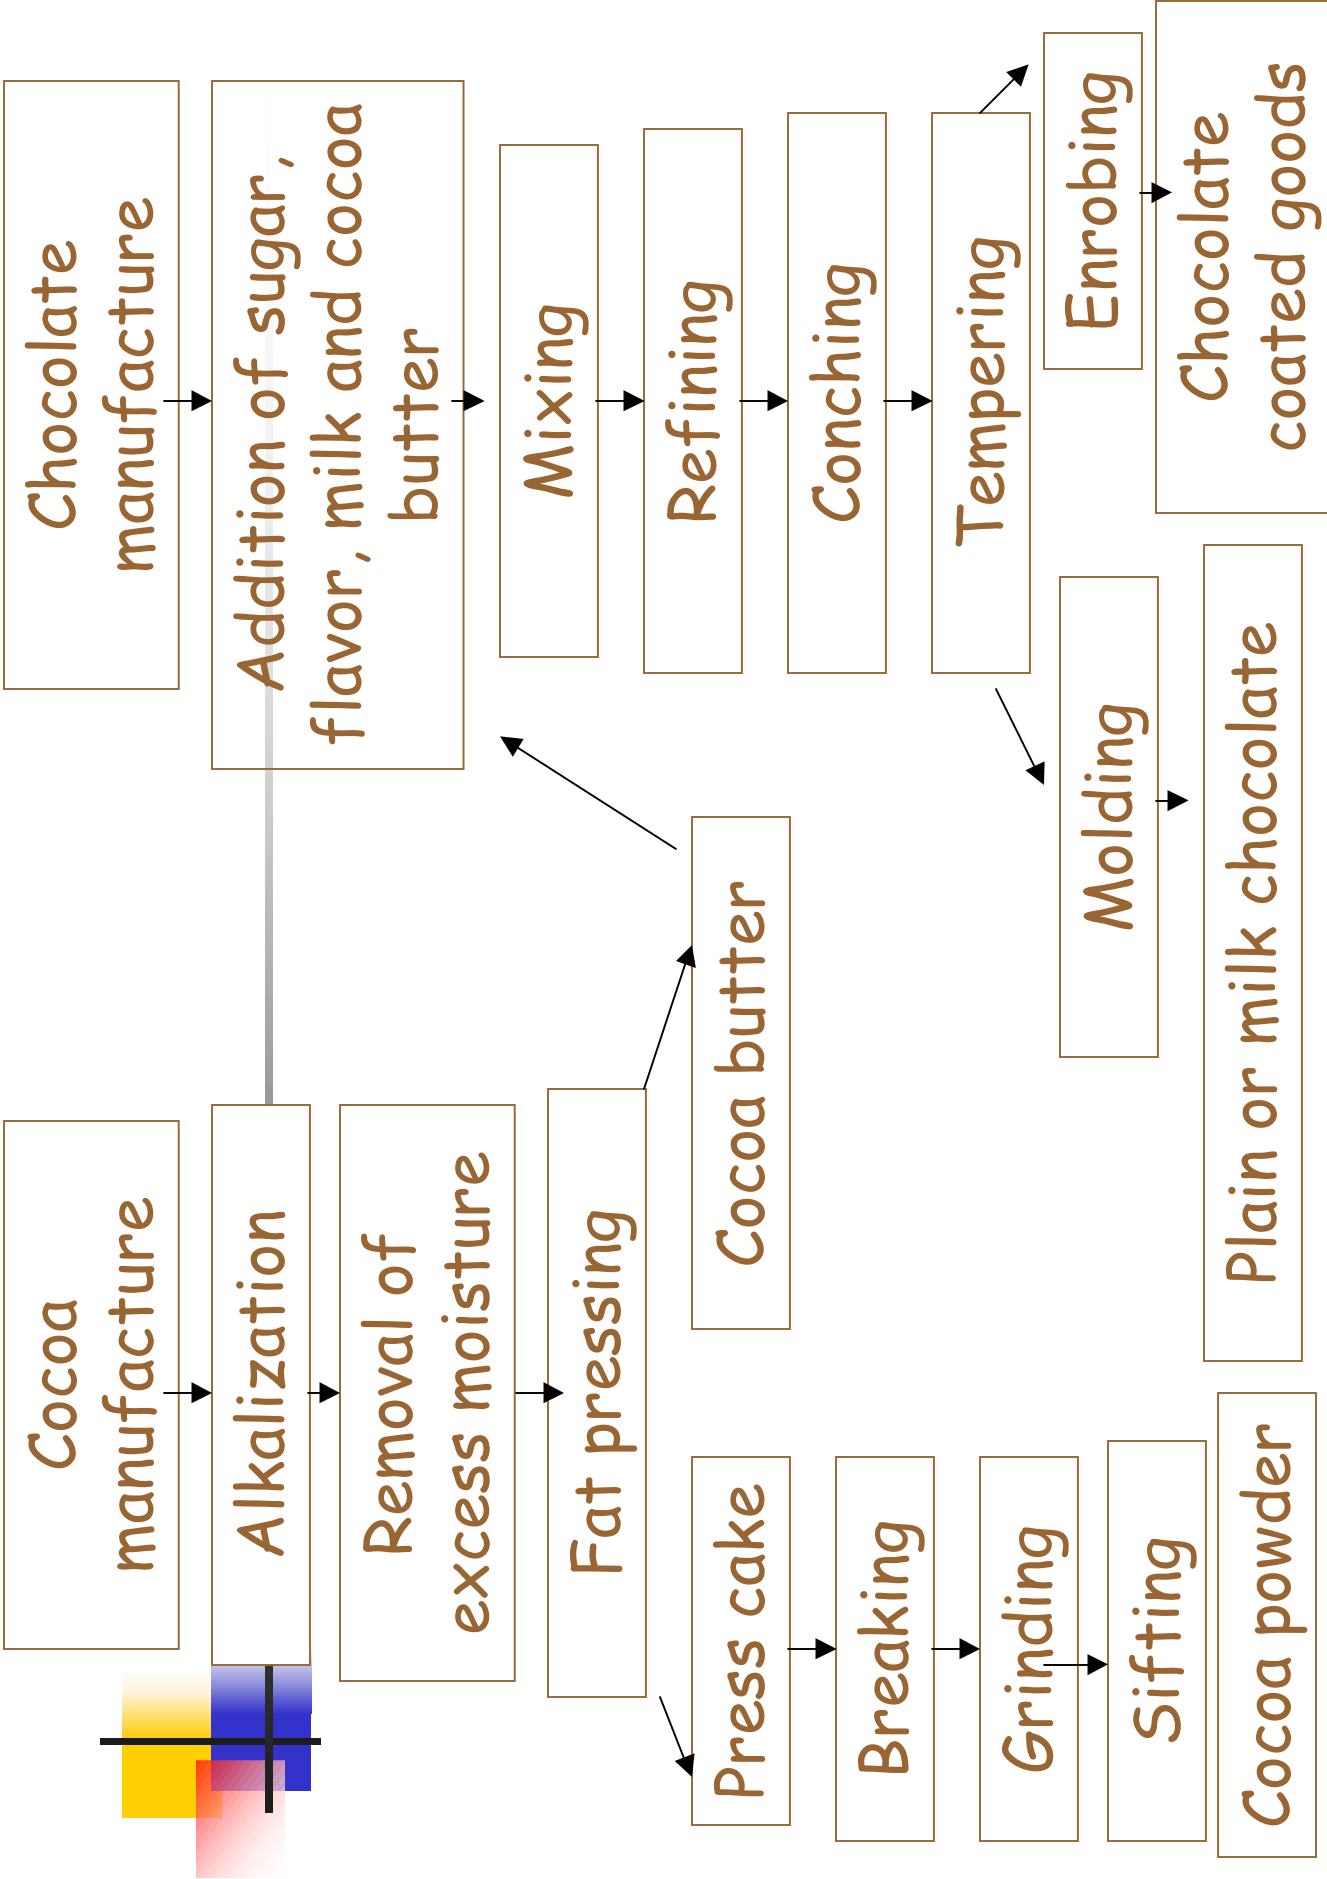 Cocoa
manufacture
Alkalization
Removal of
excess moisture
Fat pressing
Press cake
Breaking
Grinding
Sifting
Cocoa powder
Cocoa butter
Chocolate
manufacture
Addition of sugar,
flavor, milk and cocoa
butter
Mixing
Refining
Conching
Tempering
Molding
Plain or milk chocolate
Enrobing
Chocolate
coated goods